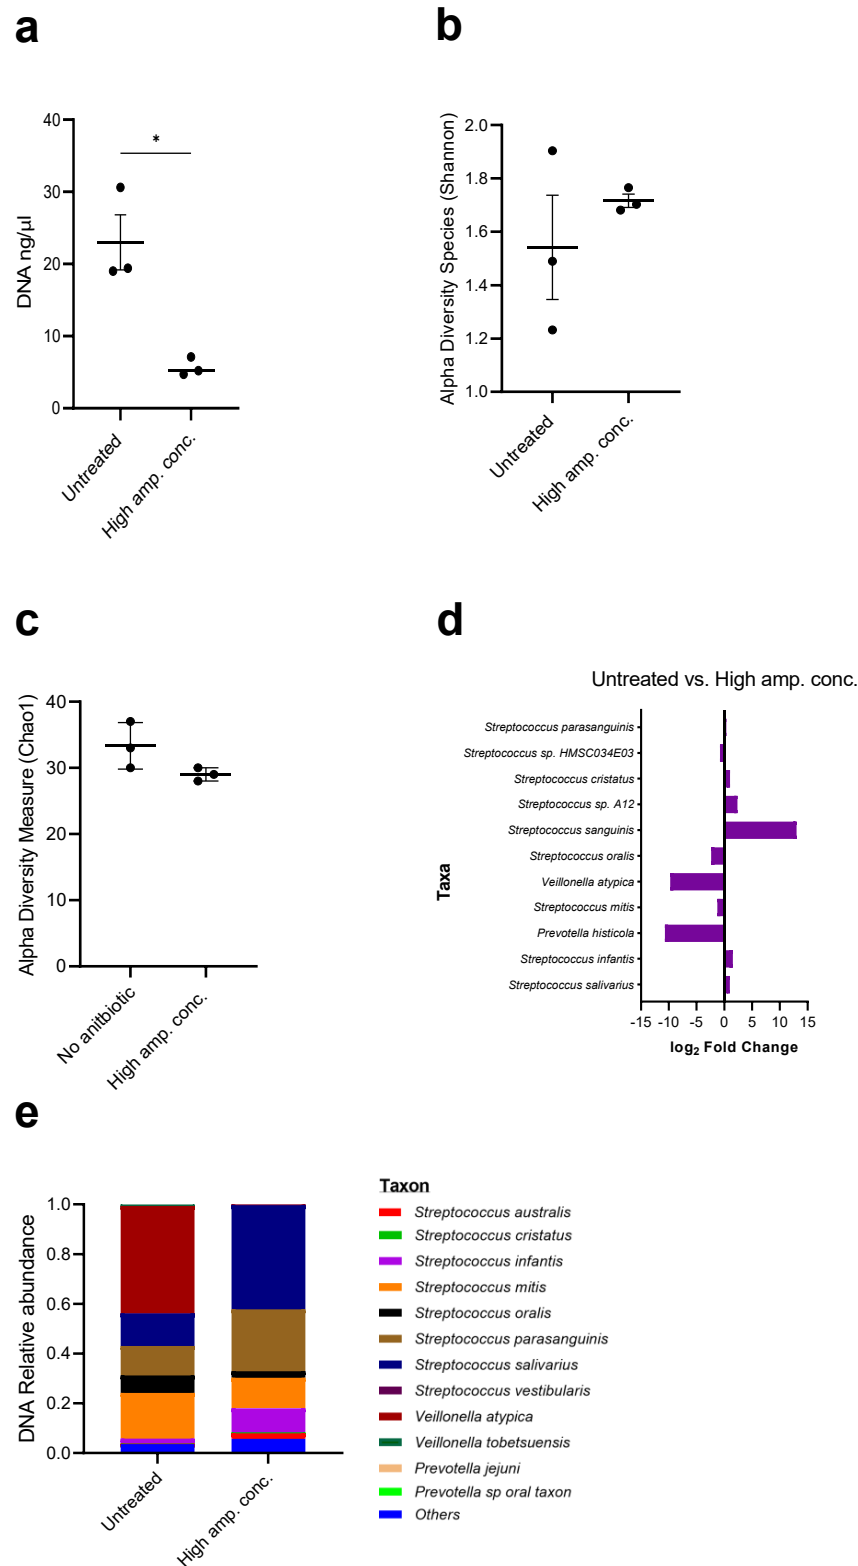 a
DNA ng/µl
40
30
20
10
0
*
Untreated
High amp. conc.
b
Alpha Diversity Species (Shannon)
2.0
1.8
1.6
1.4
1.2
1.0
Untreated
High amp. conc.
c
Alpha Diversity Measure (Chao1)
40
30
20
10
0
No anitbiotic
High amp. conc.
d
Untreated vs. High amp. conc.
Taxa
Streptococcus parasanguinis
Streptococcus sp. HMSC034E03
Streptococcus cristatus
Streptococcus sp. A12
Streptococcus sanguinis
Streptococcus oralis
Veillonella atypica
Streptococcus mitis
Prevotella histicola
Streptococcus infantis
Streptococcus salivarius
-15 -10 -5 0 5 10 15
log2 Fold Change
e
DNA Relative abundance
1.0
0.8
0.6
0.4
0.2
0.0
Untreated
High amp. conc.
Taxon
Streptococcus australis
Streptococcus cristatus
Streptococcus infantis
Streptococcus mitis
Streptococcus oralis
Streptococcus parasanguinis
Streptococcus salivarius
Streptococcus vestibularis
Veillonella atypica
Veillonella tobetsuensis
Prevotella jejuni
Prevotella sp oral taxon
Others